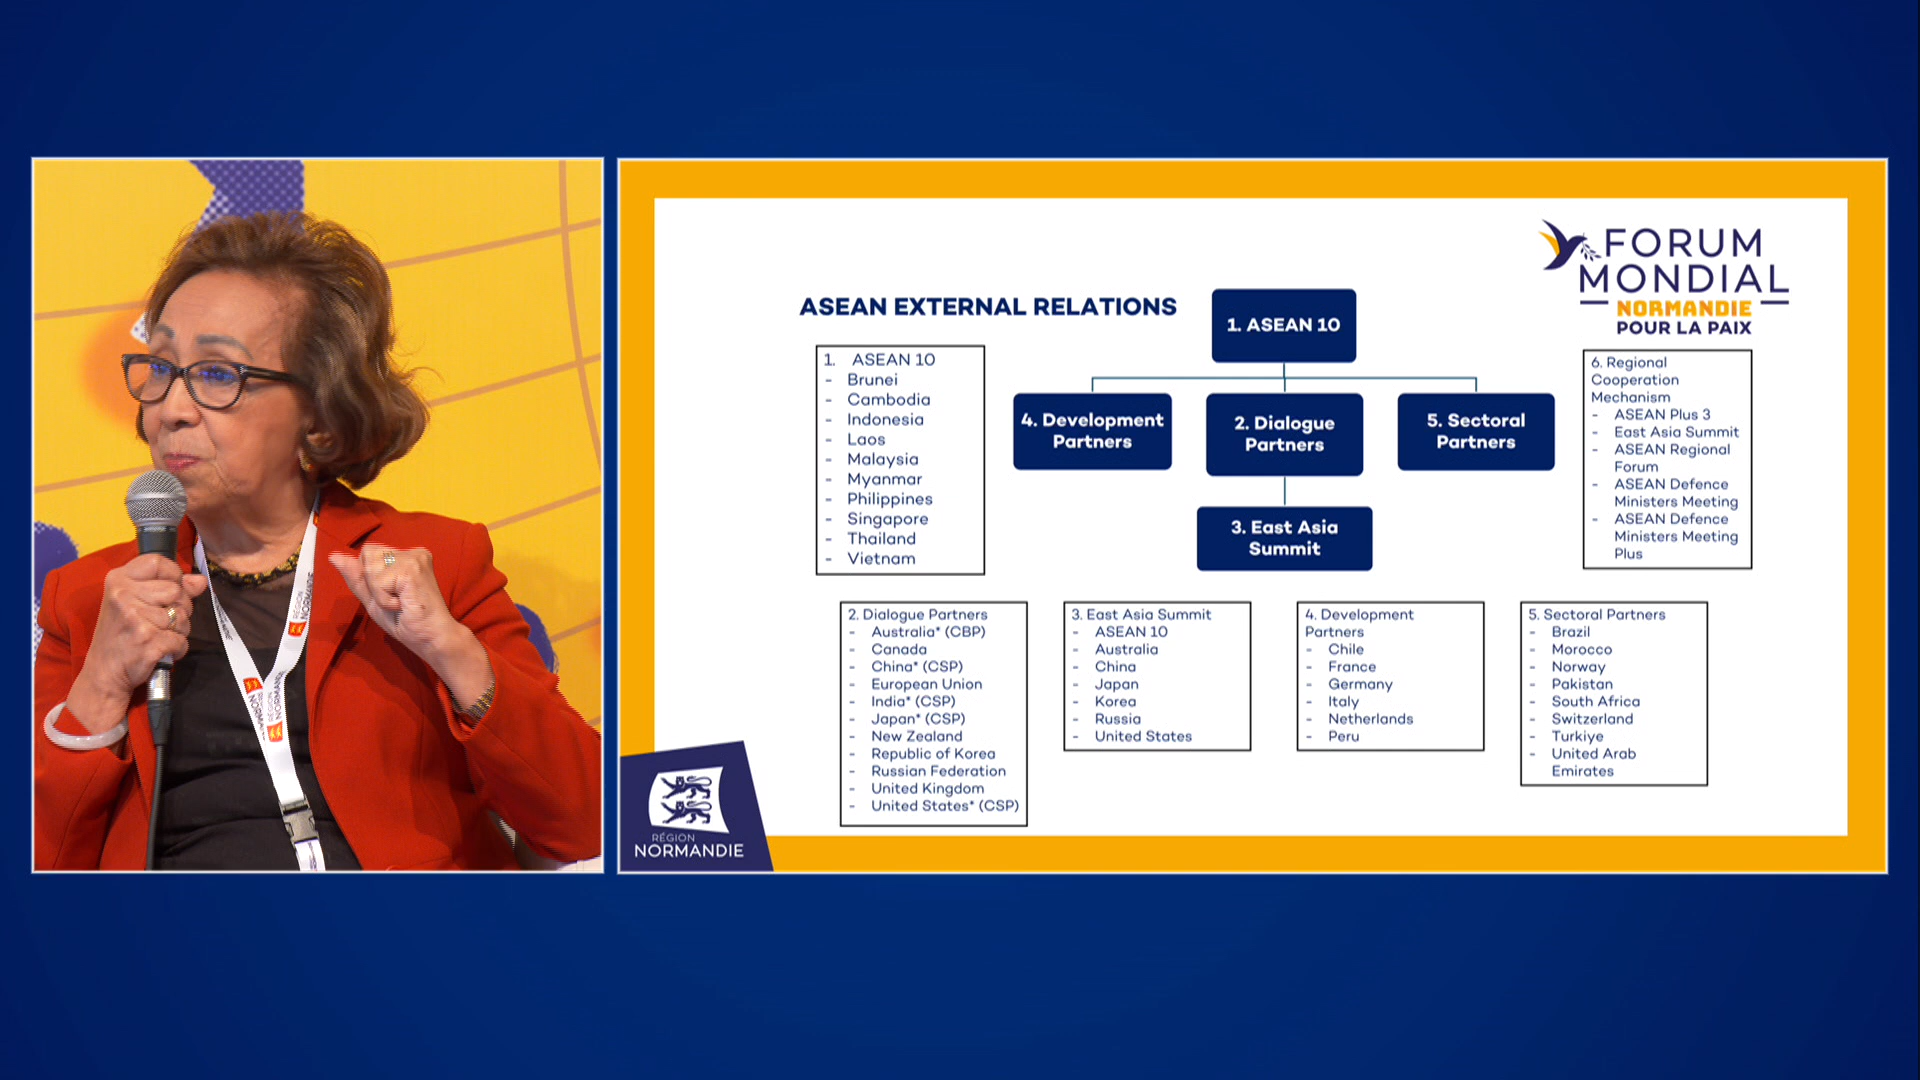 FORUM
MONDIAL
NORMANDIE
POUR LA PAIX
ASEAN EXTERNAL RELATIONS
1. ASEAN 10
4. Development
Partners
2. Dialogue
Partners
5. Sectoral
Partners
3. East Asia
Summit
1. ASEAN 10
- Brunei
- Cambodia
- Indonesia
- Laos
- Malaysia
- Myanmar
- Philippines
- Singapore
- Thailand
- Vietnam
6. Regional
Cooperation
Mechanism
- ASEAN Plus 3
- East Asia Summit
- ASEAN Regional
Forum
- ASEAN Defence
Ministers Meeting
- ASEAN Defence
Ministers Meeting
Plus
2. Dialogue Partners
- Australia* (CBP)
- Canada
- China* (CSP)
- European Union
- India* (CSP)
- Japan* (CSP)
- New Zealand
- Republic of Korea
- Russian Federation
- United Kingdom
- United States* (CSP)
3. East Asia Summit
- ASEAN 10
- Australia
- China
- Japan
- Korea
- Russia
- United States
4. Development
Partners
- Chile
- France
- Germany
- Italy
- Netherlands
- Peru
5. Sectoral Partners
- Brazil
- Morocco
- Norway
- Pakistan
- South Africa
- Switzerland
- Turkiye
- United Arab
Emirates
RÉGION
NORMANDIE
RÉGION
NORMANDIE